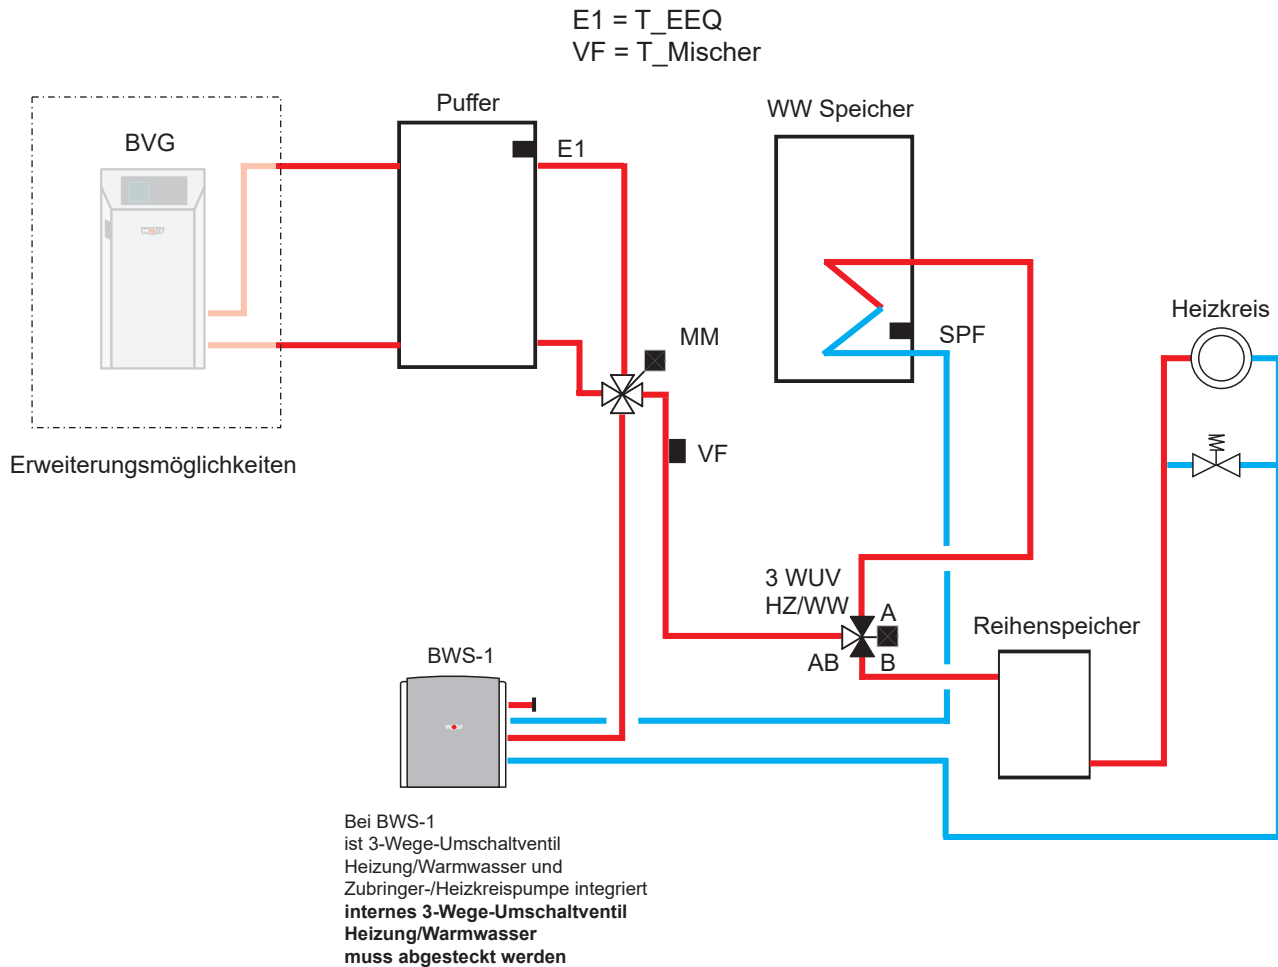 E1 = T_EEQ
VF = T_Mischer
Puffer
WW Speicher
BVG
E1
Heizkreis
MM
SPF
VF
Erweiterungsmöglichkeiten
3 WUV
HZ/WW
A
AB
B
Reihenspeicher
BWS-1
Bei BWS-1
ist 3-Wege-Umschaltventil
Heizung/Warmwasser und
Zubringer-/Heizkreispumpe integriert
internes 3-Wege-Umschaltventil
Heizung/Warmwasser
muss abgesteckt werden